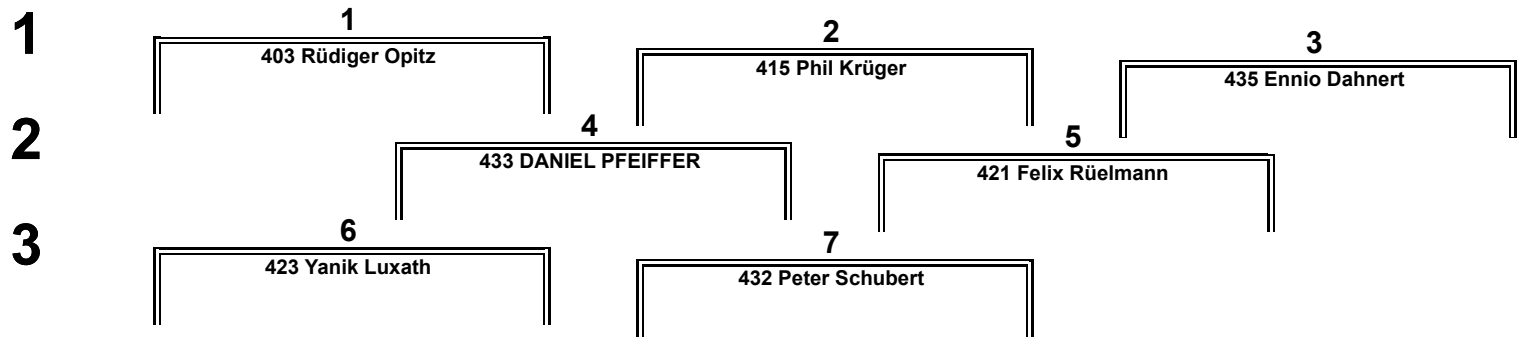 1
1
403 Rüdiger Opitz
2
415 Phil Krüger
3
435 Ennio Dahnert
2
4
433 DANIEL PFEIFFER
5
421 Felix Rüelmann
3
6
423 Yanik Luxath
7
432 Peter Schubert